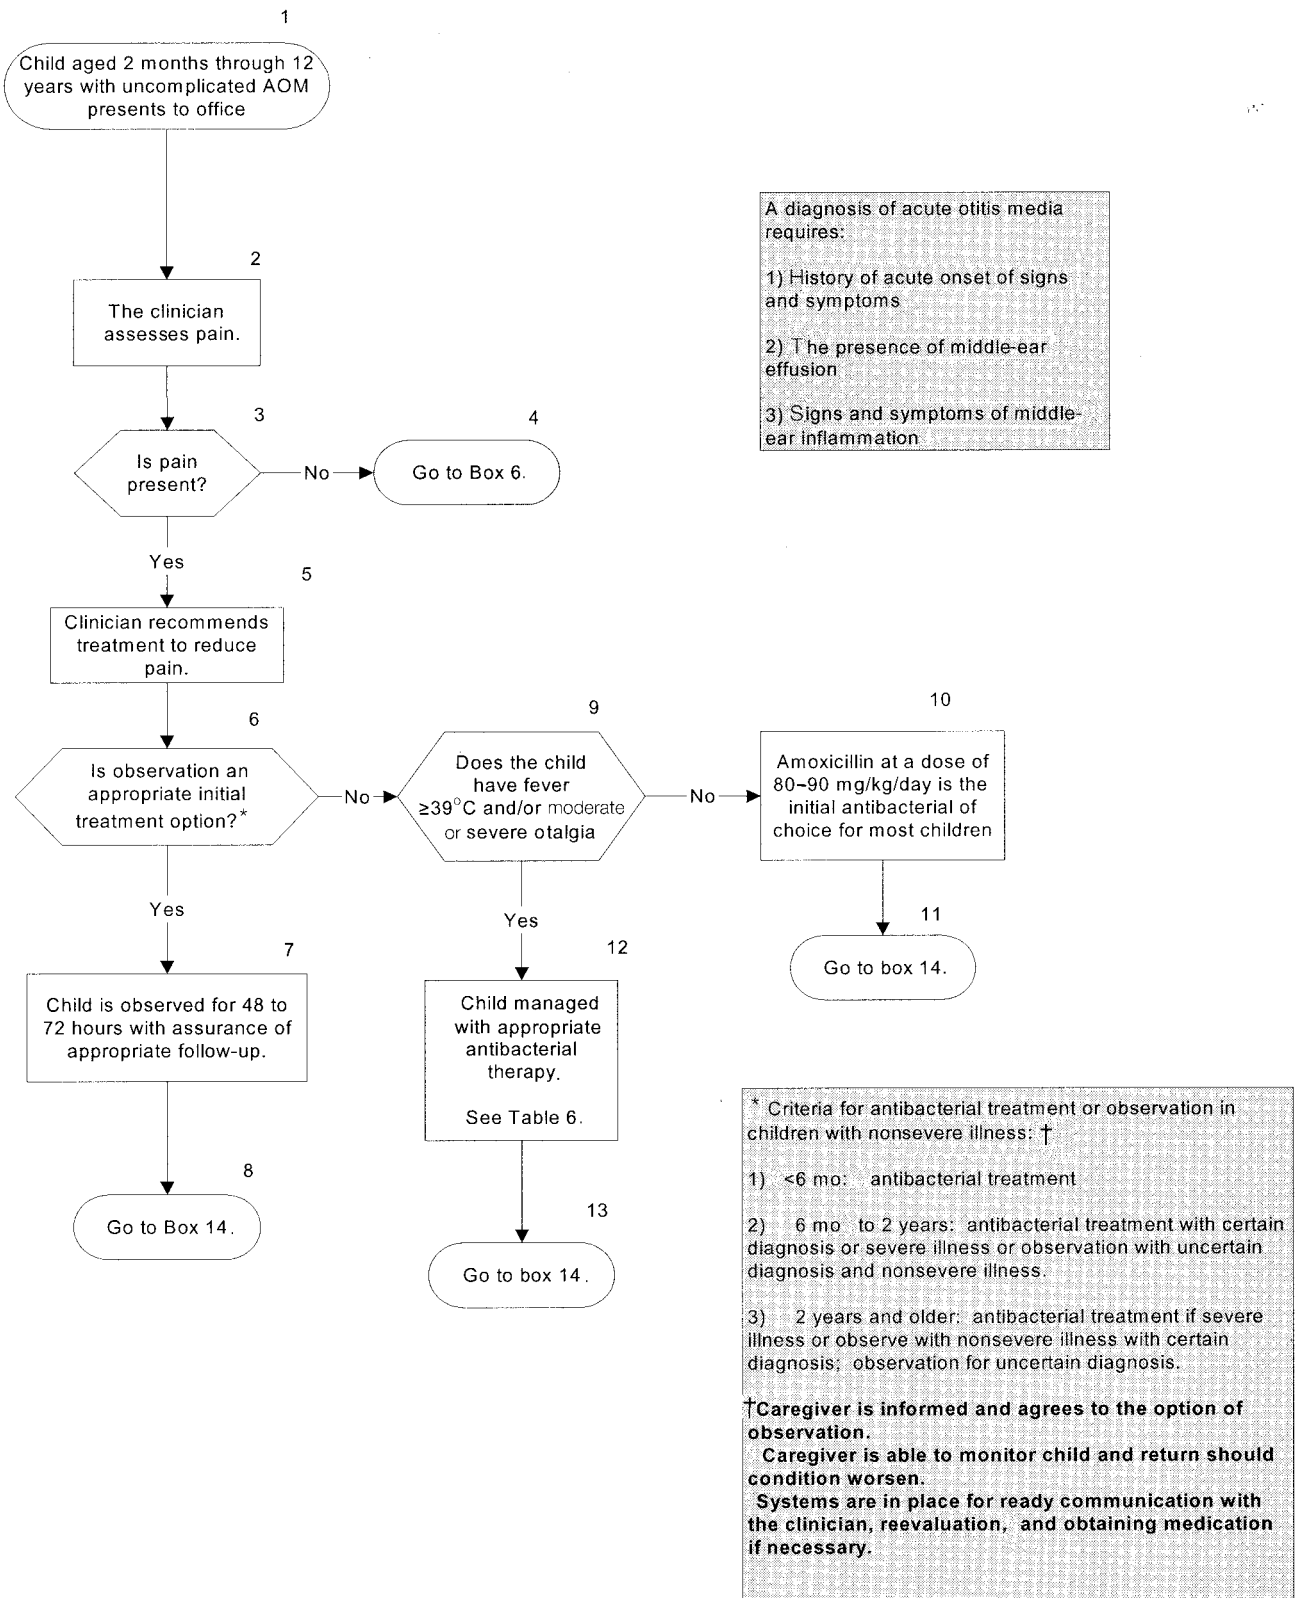 1
Child aged 2 months through 12
years with uncomplicated AOM
presents to office
A diagnosis of acute otitis media
requires:
1) History of acute onset of signs
and symptoms
2) The presence of middle-ear
effusion
3) Signs and symptoms of middle-
ear inflammation
2
The clinician
assesses pain.
3
Is pain
present?
No
4
Go to Box 6.
Yes
5
Clinician recommends
treatment to reduce
pain.
6
Is observation an
appropriate initial
treatment option?*
No
9
Does the child
have fever
≥39°C and/or moderate
or severe otalgia
No
10
Amoxicillin at a dose of
80–90 mg/kg/day is the
initial antibacterial of
choice for most children
11
Go to box 14.
Yes
7
Child is observed for 48 to
72 hours with assurance of
appropriate follow-up.
8
Go to Box 14.
Yes
12
Child managed
with appropriate
antibacterial
therapy.
See Table 6.
13
Go to box 14.
* Criteria for antibacterial treatment or observation in
children with nonsevere illness: †
1) <6 mo: antibacterial treatment
2) 6 mo to 2 years: antibacterial treatment with certain
diagnosis or severe illness or observation with uncertain
diagnosis and nonsevere illness.
3) 2 years and older: antibacterial treatment if severe
illness or observe with nonsevere illness with certain
diagnosis; observation for uncertain diagnosis.
†Caregiver is informed and agrees to the option of
observation.
Caregiver is able to monitor child and return should
condition worsen.
Systems are in place for ready communication with
the clinician, reevaluation, and obtaining medication
if necessary.